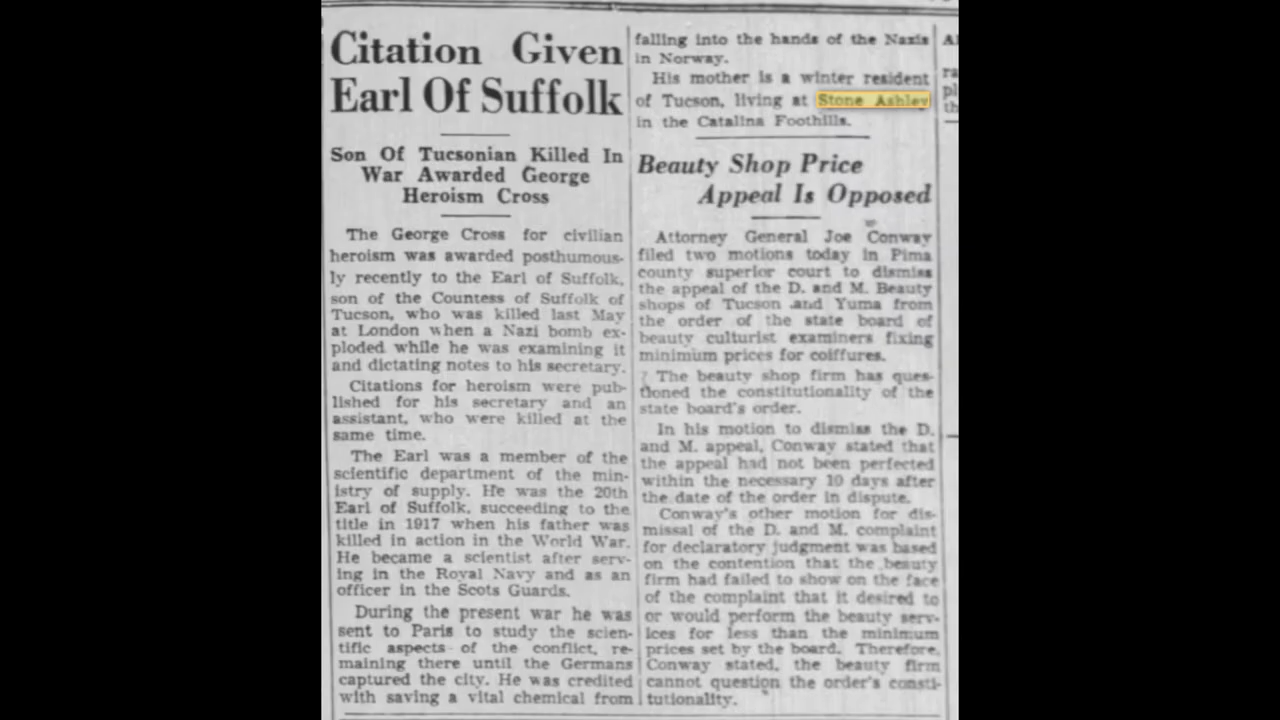 Citation Given
Earl Of Suffolk
Son Of Tucsonian Killed In
War Awarded George
Heroism Cross
The George Cross for civilian
heroism was awarded posthumous-
ly recently to the Earl of Suffolk,
son of the Countess of Suffolk of
Tucson, who was killed last May
at London when a Nazi bomb ex-
ploded while he was examining it
and dictating notes to his secretary.
Citations for heroism were pub-
lished for his secretary and an
assistant, who were killed at the
same time.
The Earl was a member of the
scientific department of the min-
istry of supply. He was the 20th
Earl of Suffolk, succeeding to the
title in 1917 when his father was
killed in action in the World War.
He became a scientist after serv-
ing in the Royal Navy and as an
officer in the Scots Guards.
During the present war he was
sent to Paris to study the scien-
tific aspects of the conflict, re-
maining there until the Germans
captured the city. He was credited
with saving a vital chemical from
falling into the hands of the Nazis
in Norway.
His mother is a winter resident
of Tucson, living at Stone Ashley
in the Catalina Foothills.
Beauty Shop Price
Appeal Is Opposed
Attorney General Joe Conway
filed two motions today in Pima
county superior court to dismiss
the appeal of the D. and M. Beauty
shops of Tucson and Yuma from
the order of the state board of
beauty culturist examiners fixing
minimum prices for coiffures.
The beauty shop firm has ques-
tioned the constitutionality of the
state board's order.
In his motion to dismiss the D.
and M. appeal, Conway stated that
the appeal had not been perfected
within the necessary 10 days after
the date of the order in dispute.
Conway's other motion for dis-
missal of the D. and M. complaint
for declaratory judgment was based
on the contention that the beauty
firm had failed to show on the face
of the complaint that it desired to
or would perform the beauty serv-
ices for less than the minimum
prices set by the board. Therefore,
Conway stated, the beauty firm
cannot question the order's consti-
tutionality.